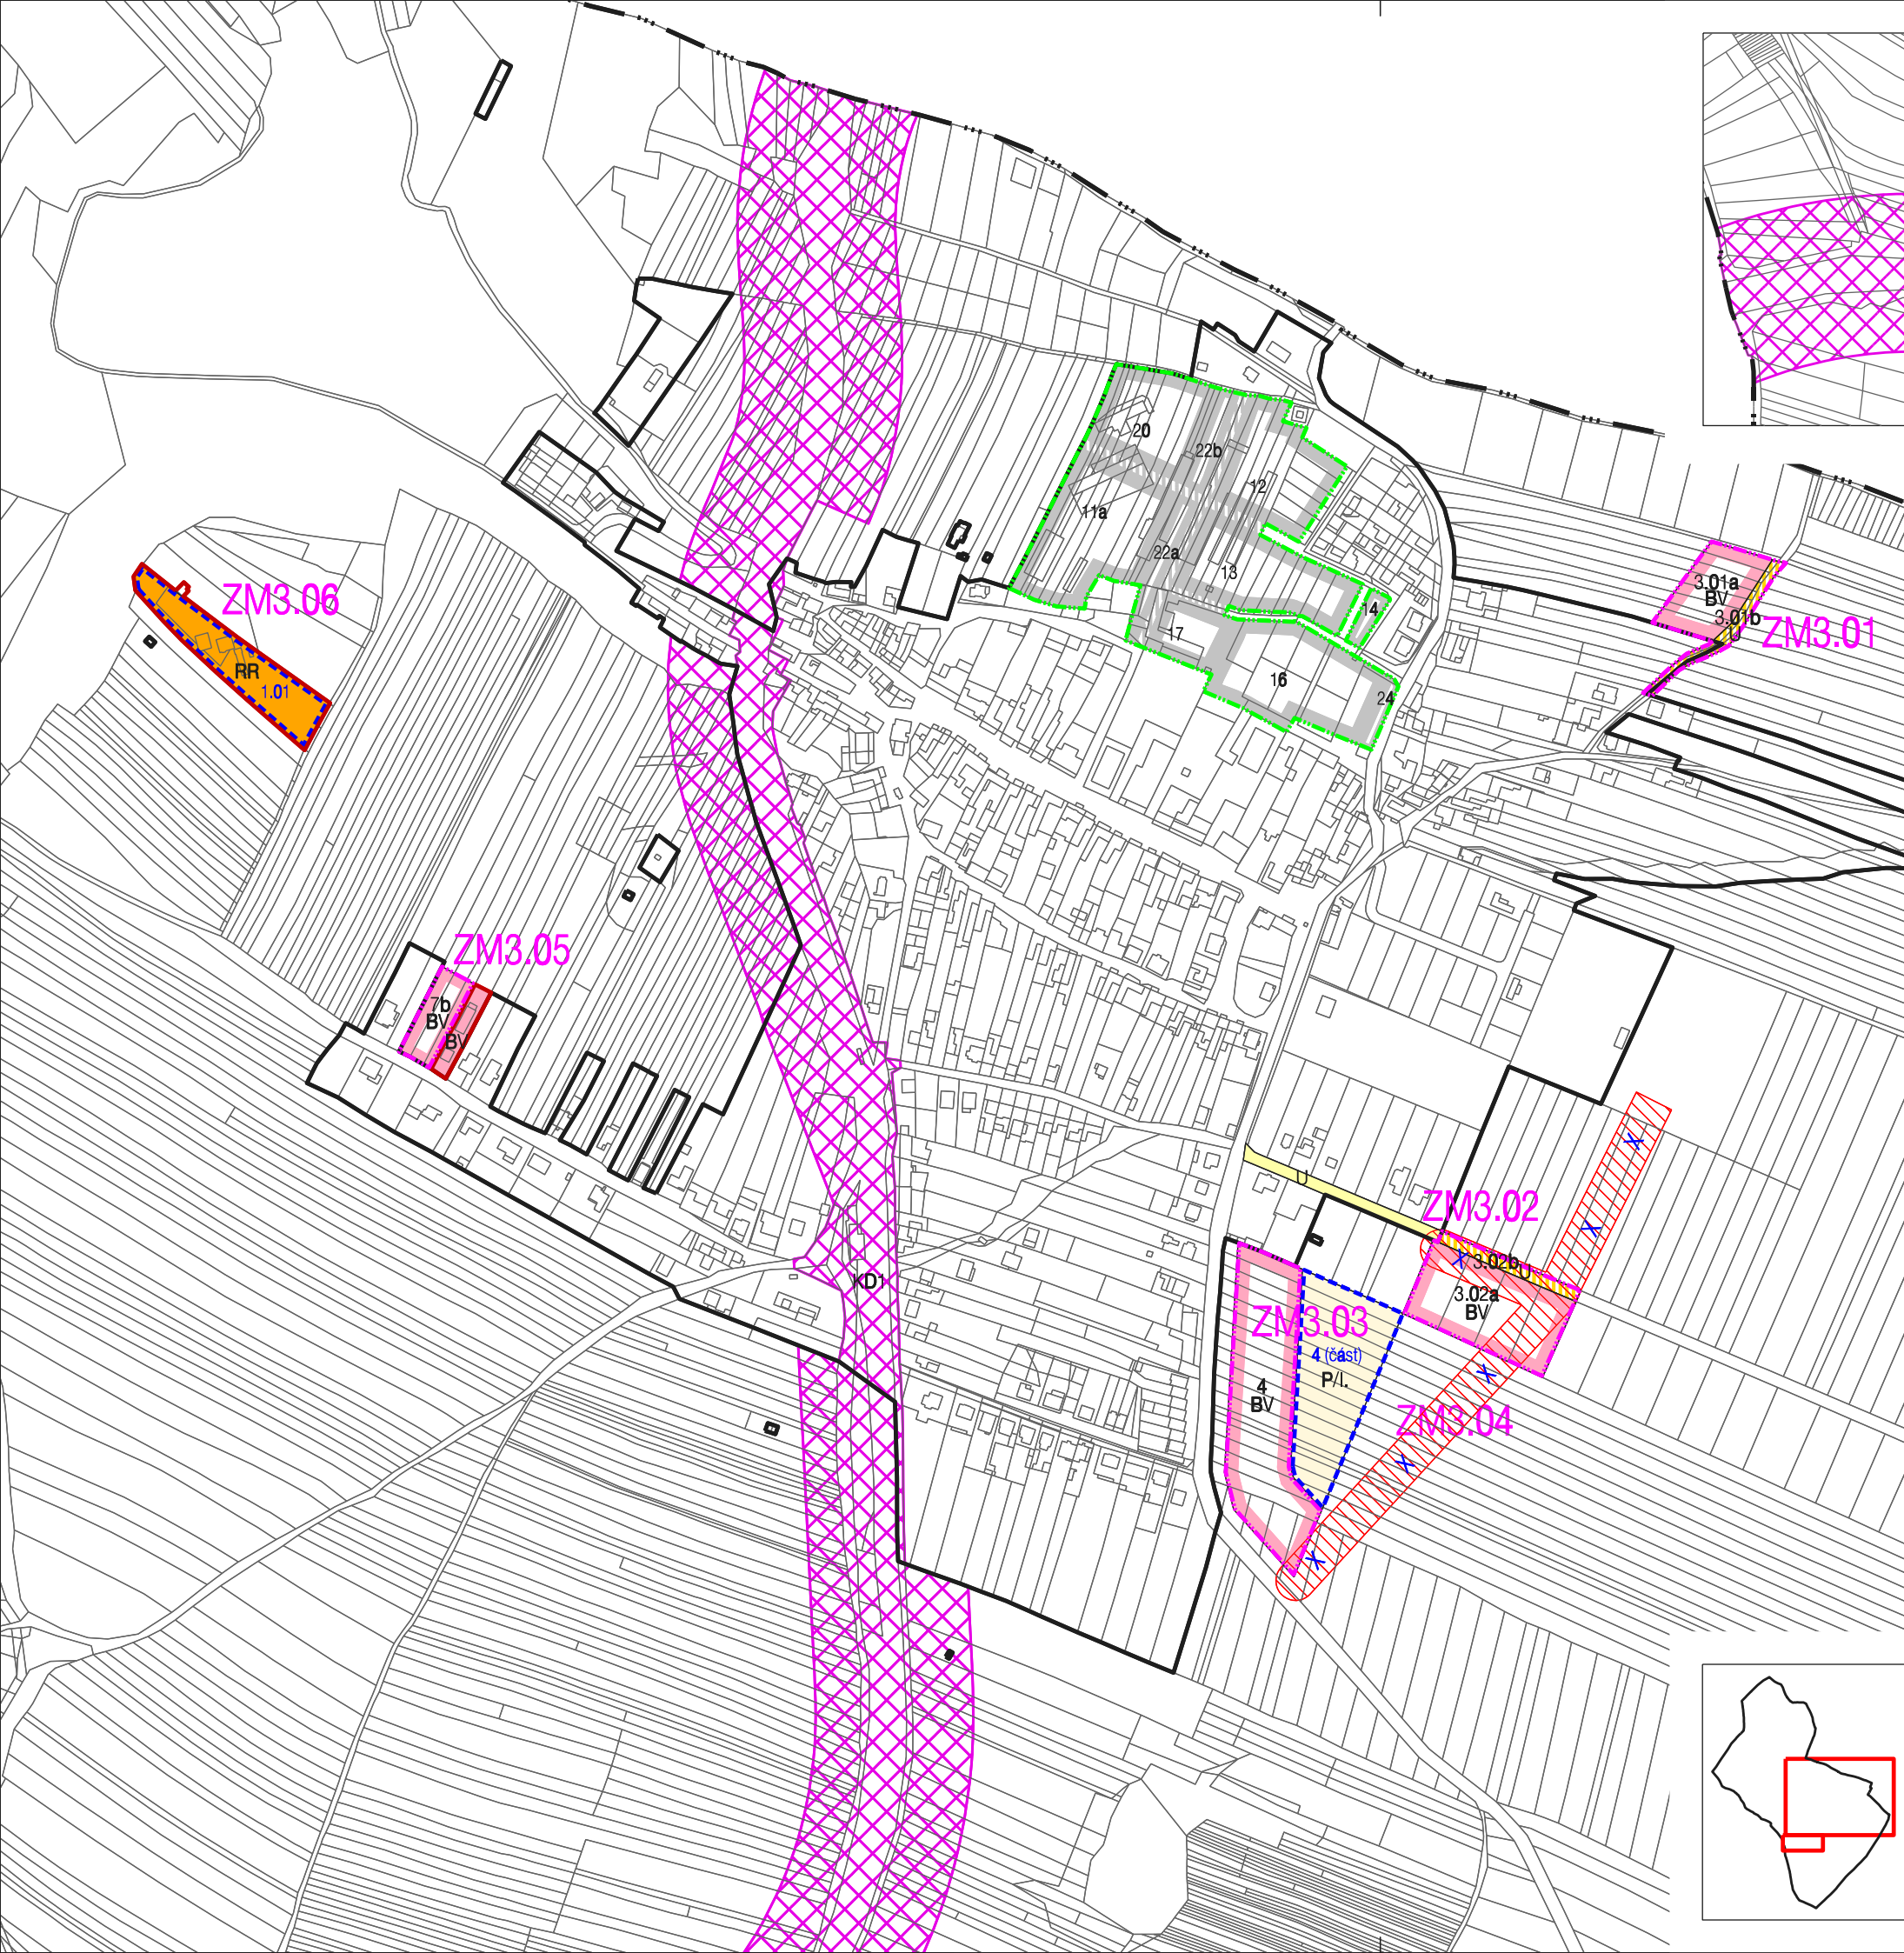 20
22b
12
11a
22a
13
14
17
16
24
3.01a
BV
3.01b
U
ZM3.01
ZM3.06
RR
1.01
ZM3.05
7b
BV
BV
U
ZM3.02
X
3.02b
U
3.02a
BV
X
X
KD1
ZM3.03
4 (část)
P/I.
4
BV
X
ZM3.04
X
X